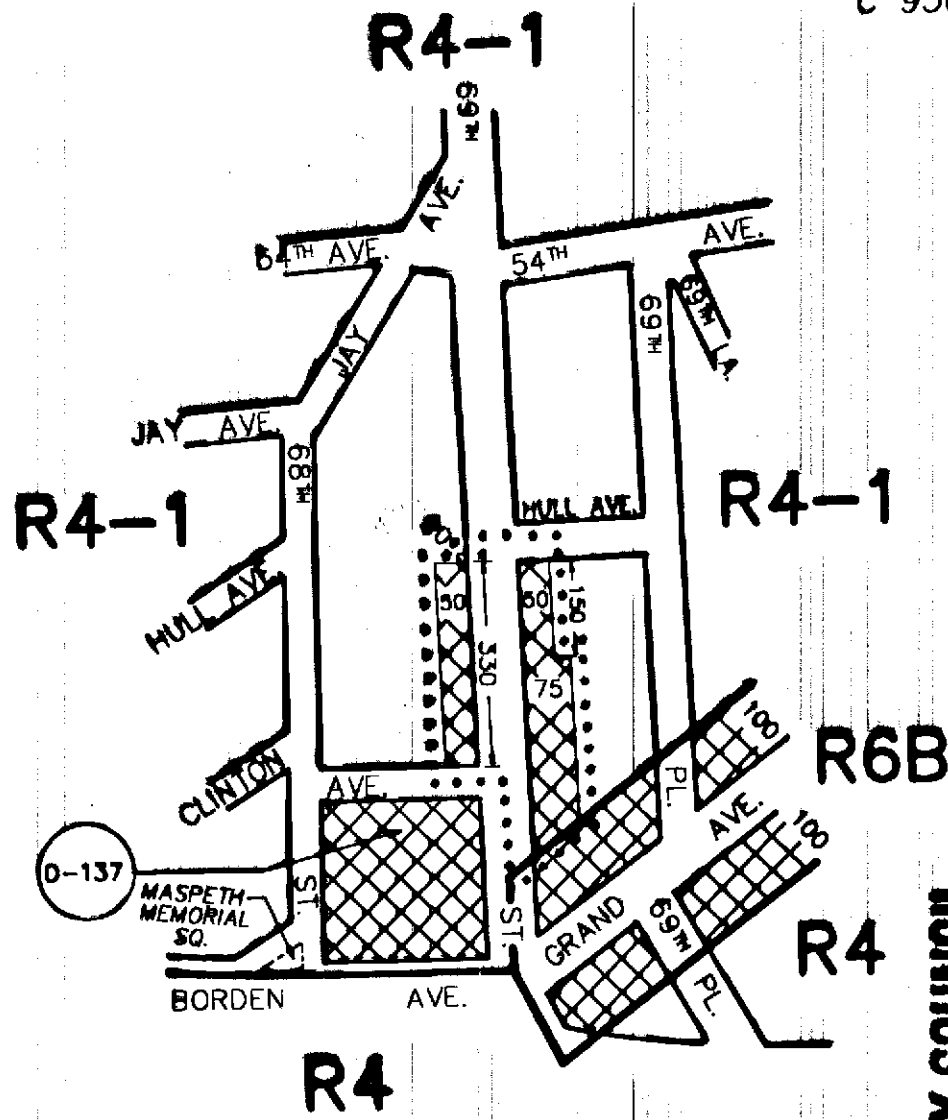 C 950
R4-1
69TH
AVE.
54TH AVE.
54TH
AVE.
69TH LA.
69TH
JAY
JAY AVE.
68TH
R4-1
R4-1
HULL AVE.
HULL AVE.
50
50
150
330
75
100
CLINTON
AVE.
PL.
R6B
AVE.
100
D-137
MASPETH
MEMORIAL
SQ.
ST.
ST.
GRAND
69TH PL.
R4
BORDEN
AVE.
R4